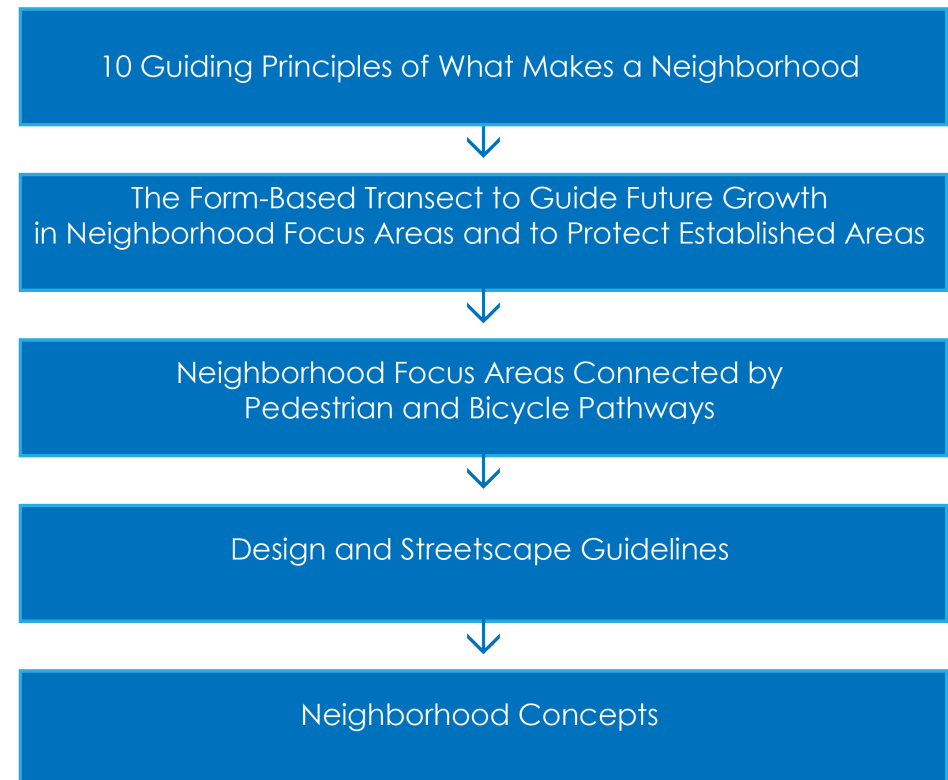 10 Guiding Principles of What Makes a Neighborhood
The Form-Based Transect to Guide Future Growth
in Neighborhood Focus Areas and to Protect Established Areas
Neighborhood Focus Areas Connected by
Pedestrian and Bicycle Pathways
Design and Streetscape Guidelines
Neighborhood Concepts